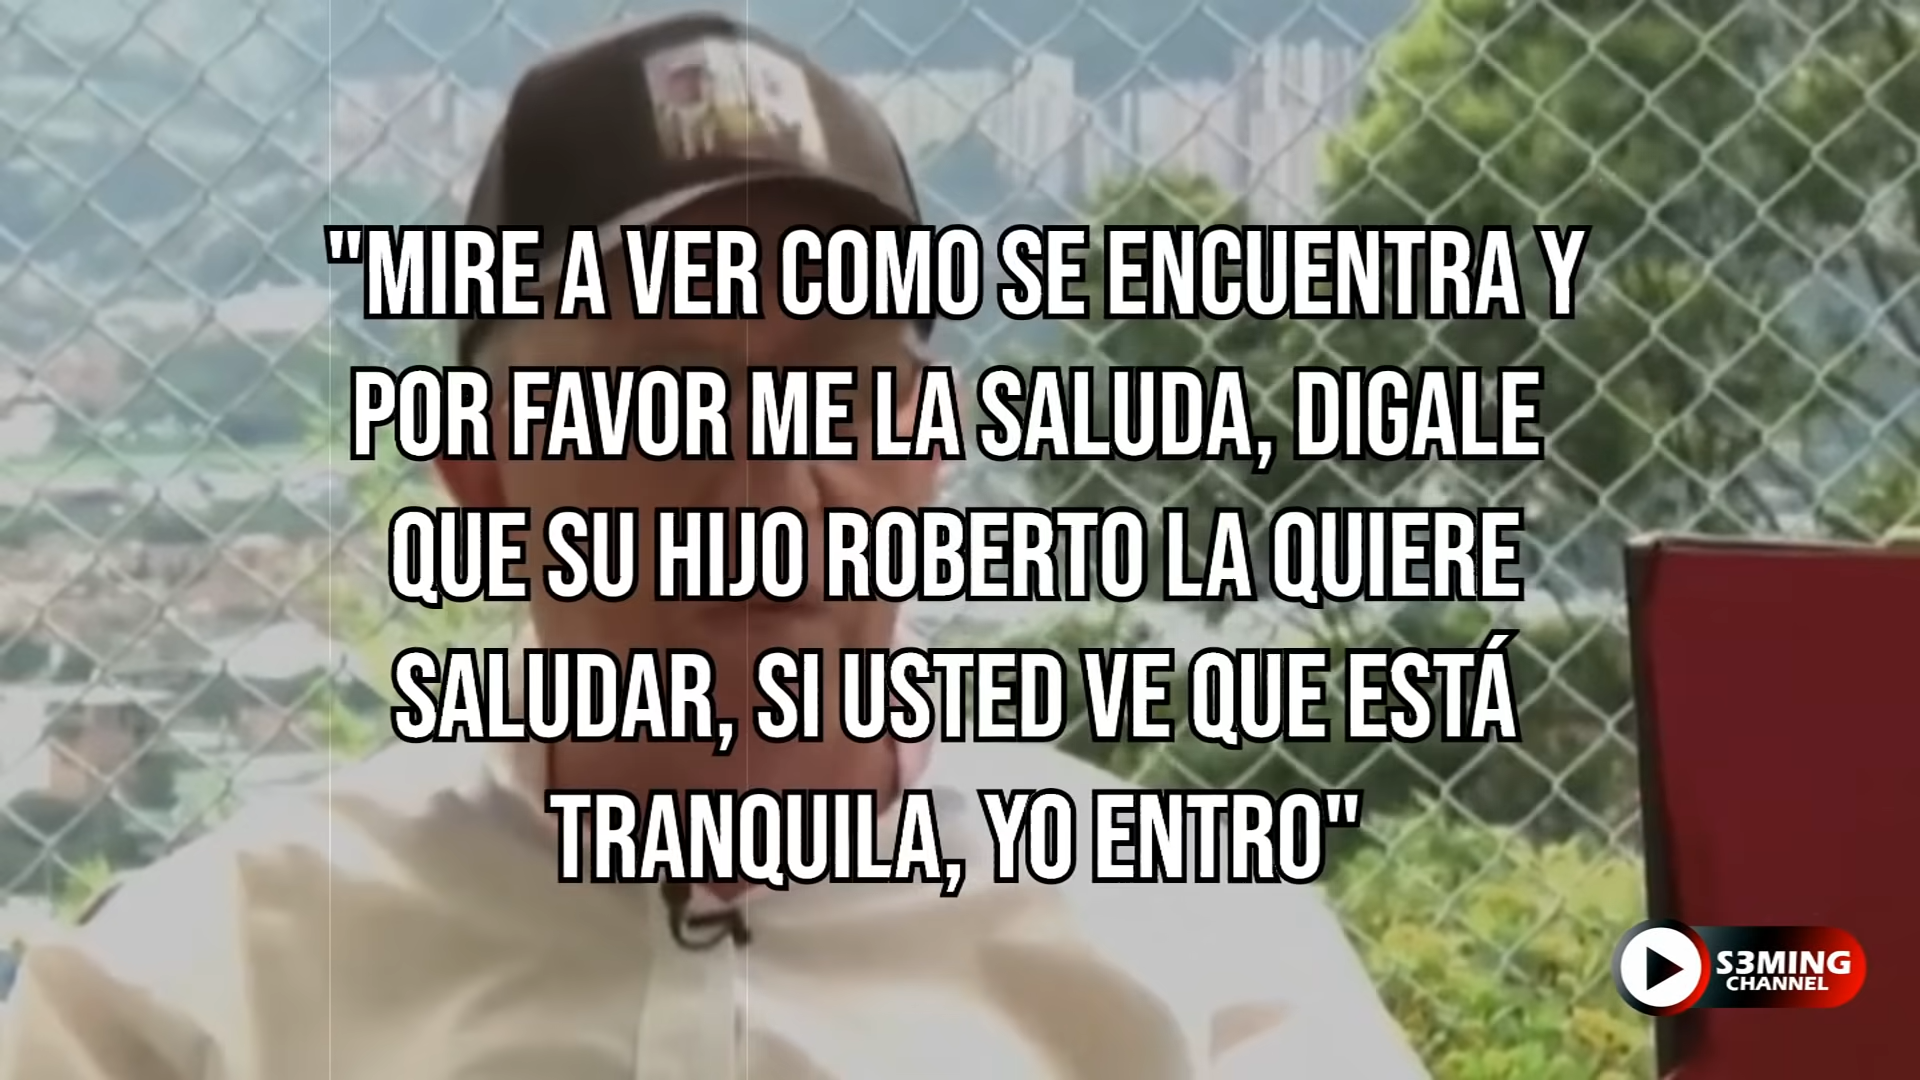 "MIRE A VER COMO SE ENCUENTRA Y
POR FAVOR ME LA SALUDA, DIGALE
QUE SU HIJO ROBERTO LA QUIERE
SALUDAR, SI USTED VE QUE ESTÁ
TRANQUILA, YO ENTRO"
S3MING
CHANNEL